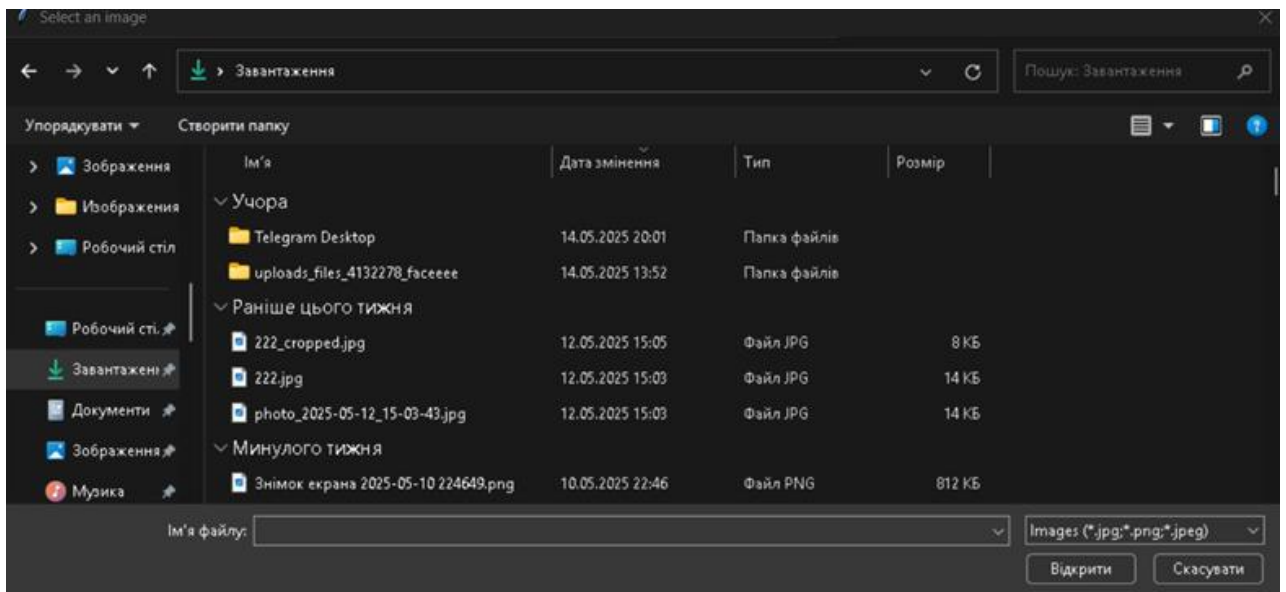 Select an image
Завантаження
Пошук: Завантаження
Упорядкувати
Створити папку
Ім'я Дата змінення Тип Розмір
Зображення
Изображения
Робочий стіл
Робочий сті
Завантажен
Документи
Зображення
Музика
Учора
Telegram Desktop 14.05.2025 20:01 Папка файлів
uploads_files_4132278_faceeee 14.05.2025 13:52 Папка файлів
Раніше цього тижня
222_cropped.jpg 12.05.2025 15:05 Файл JPG 8 КБ
222.jpg 12.05.2025 15:03 Файл JPG 14 КБ
photo_2025-05-12_15-03-43.jpg 12.05.2025 15:03 Файл JPG 14 КБ
Минулого тижня
Знімок екрана 2025-05-10 224649.png 10.05.2025 22:46 Файл PNG 812 КБ
Ім'я файлу:
Images (*.jpg;*.png;*.jpeg)
Відкрити
Скасувати